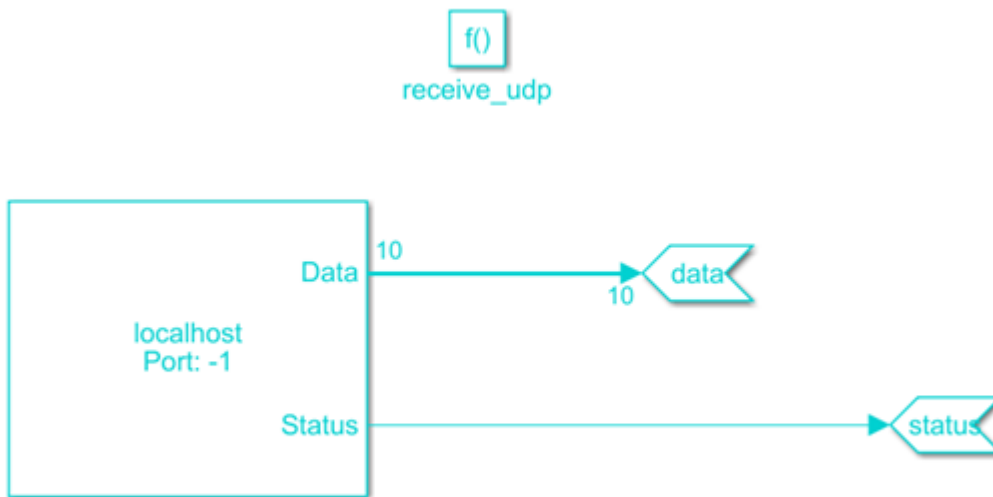 f()
receive_udp
10
Data
10
data
localhost
Port: -1
Status
status